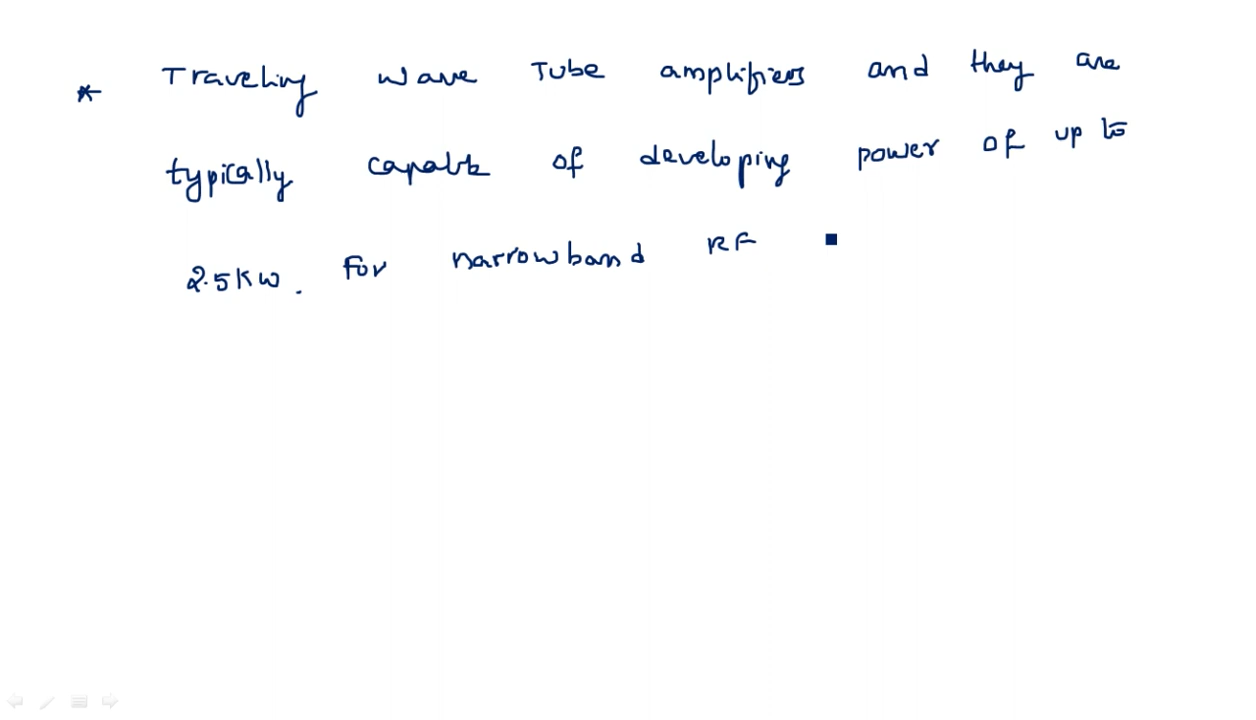 * Traveling wave Tube amplifiers and they are
typically capable of developing power of up to
2.5KW. for narrowband RF